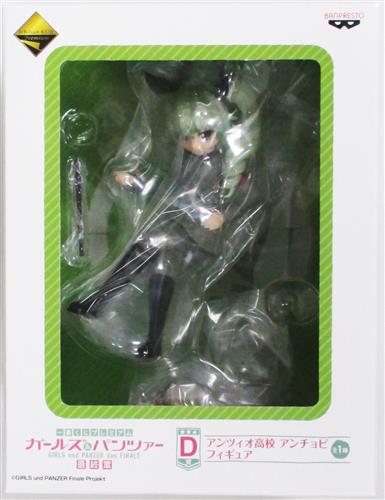 Premium
BANPRESTO
一番くじプレミアム
ガールズ&パンツァー
GIRLS und PANZER das FINALE
最終章
D
アンツィオ高校 アンチョビ
フィギュア
全1種
©GIRLS und PANZER Finale Projekt